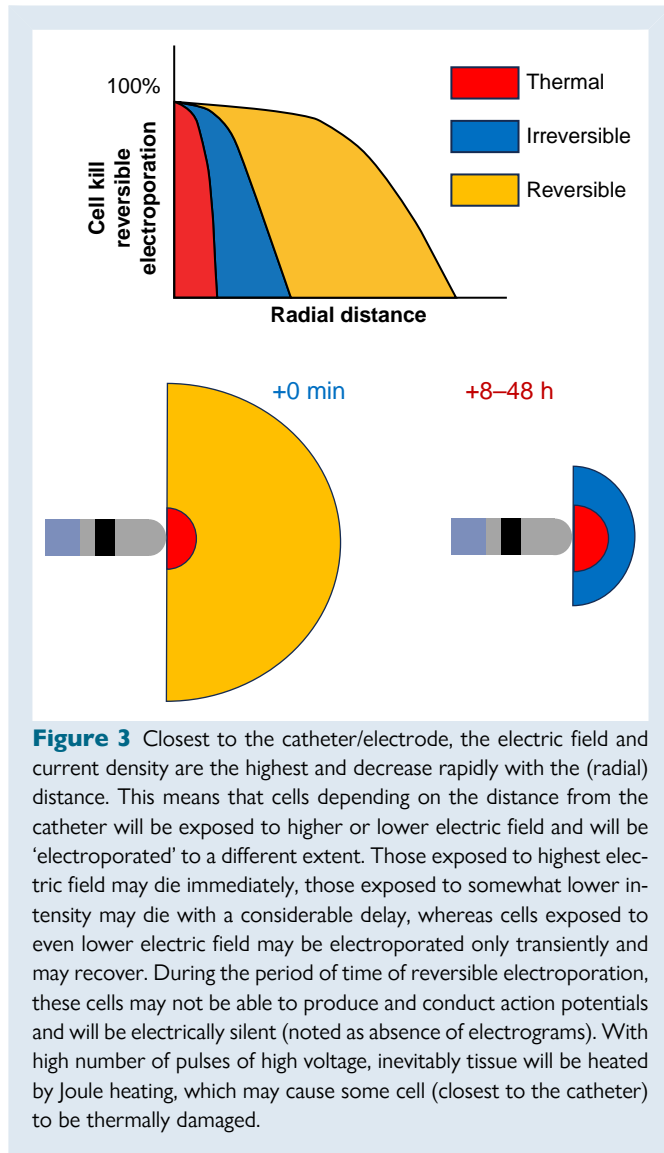 100%
Cell kill
reversible
electroporation
Radial distance
Thermal
Irreversible
Reversible
+0 min
+8–48 h
Figure 3 Closest to the catheter/electrode, the electric field and
current density are the highest and decrease rapidly with the (radial)
distance. This means that cells depending on the distance from the
catheter will be exposed to higher or lower electric field and will be
‘electroporated’ to a different extent. Those exposed to highest elec-
tric field may die immediately, those exposed to somewhat lower in-
tensity may die with a considerable delay, whereas cells exposed to
even lower electric field may be electroporated only transiently and
may recover. During the period of time of reversible electroporation,
these cells may not be able to produce and conduct action potentials
and will be electrically silent (noted as absence of electrograms). With
high number of pulses of high voltage, inevitably tissue will be heated
by Joule heating, which may cause some cell (closest to the catheter)
to be thermally damaged.